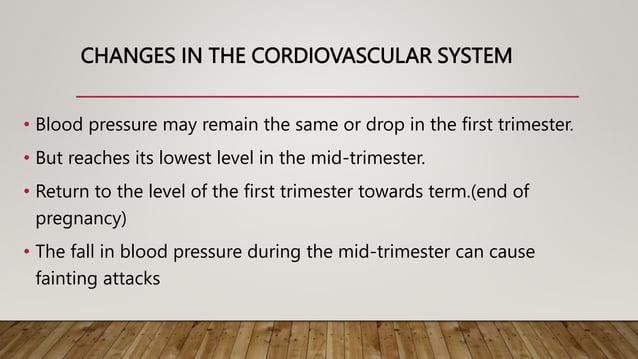 CHANGES IN THE CORDIOVASCULAR SYSTEM
• Blood pressure may remain the same or drop in the first trimester.
• But reaches its lowest level in the mid-trimester.
• Return to the level of the first trimester towards term.(end of
pregnancy)
• The fall in blood pressure during the mid-trimester can cause
fainting attacks